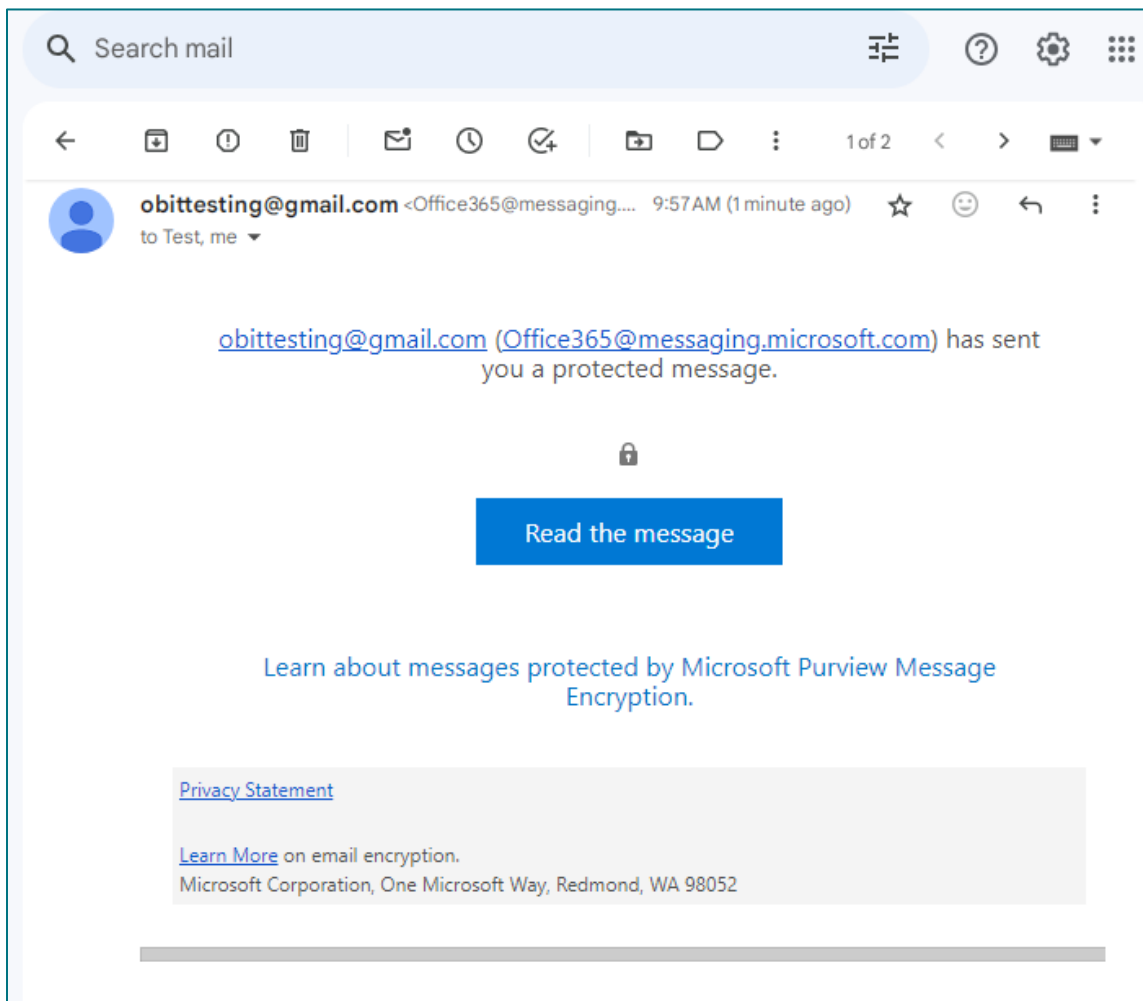 Search mail
1 of 2
obittesting@gmail.com <Office365@messaging.... 9:57 AM (1 minute ago)
to Test, me
obittesting@gmail.com (Office365@messaging.microsoft.com) has sent
you a protected message.
Read the message
Learn about messages protected by Microsoft Purview Message
Encryption.
Privacy Statement
Learn More on email encryption.
Microsoft Corporation, One Microsoft Way, Redmond, WA 98052